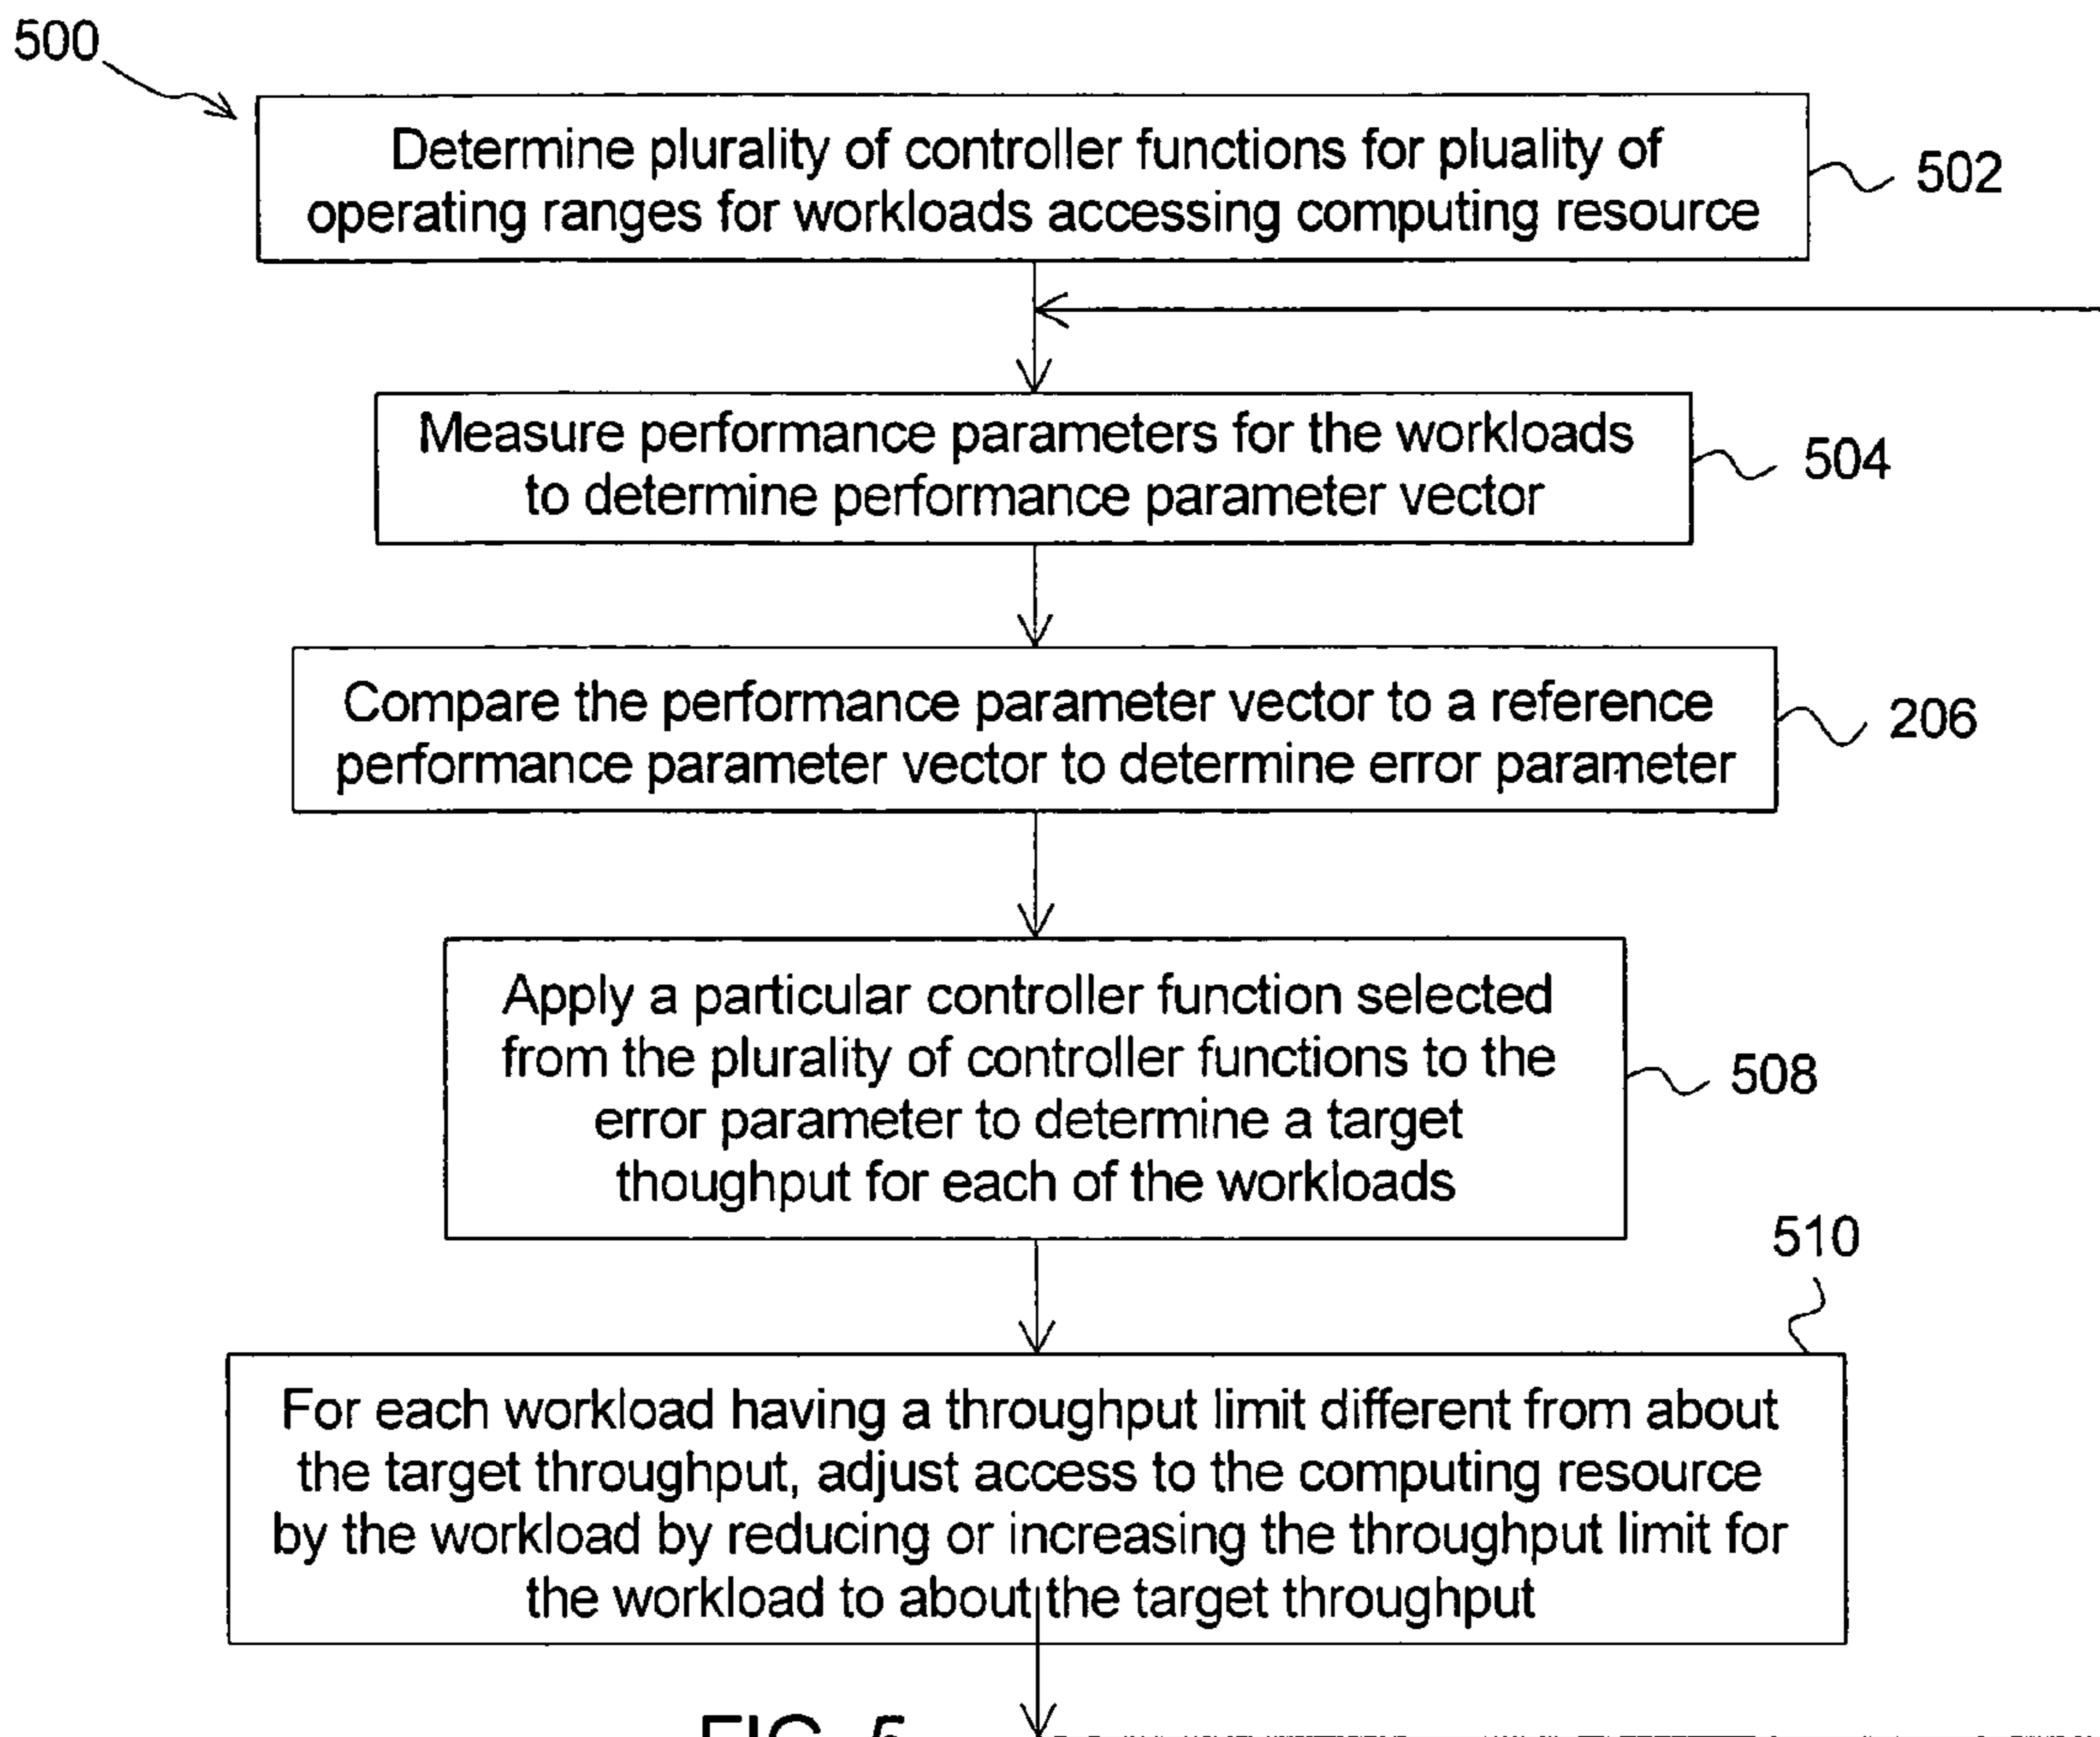 500
Determine plurality of controller functions for pluality of
operating ranges for workloads accessing computing resource
502
Measure performance parameters for the workloads
to determine performance parameter vector
504
Compare the performance parameter vector to a reference
performance parameter vector to determine error parameter
206
Apply a particular controller function selected
from the plurality of controller functions to the
error parameter to determine a target
thoughput for each of the workloads
508
510
For each workload having a throughput limit different from about
the target throughput, adjust access to the computing resource
by the workload by reducing or increasing the throughput limit for
the workload to about the target throughput
FIG. 5